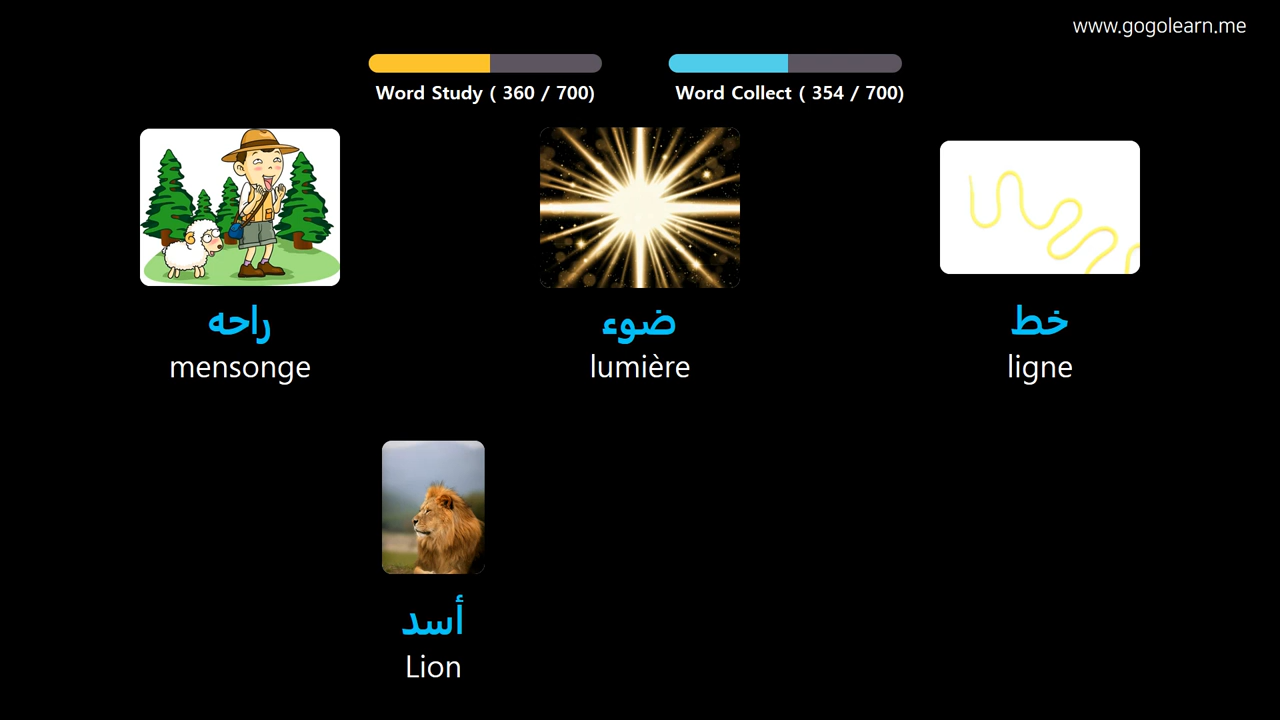 www.gogolearn.me
Word Study ( 360 / 700)
Word Collect ( 354 / 700)
راحه
mensonge
ضوء
lumière
خط
ligne
أسد
Lion